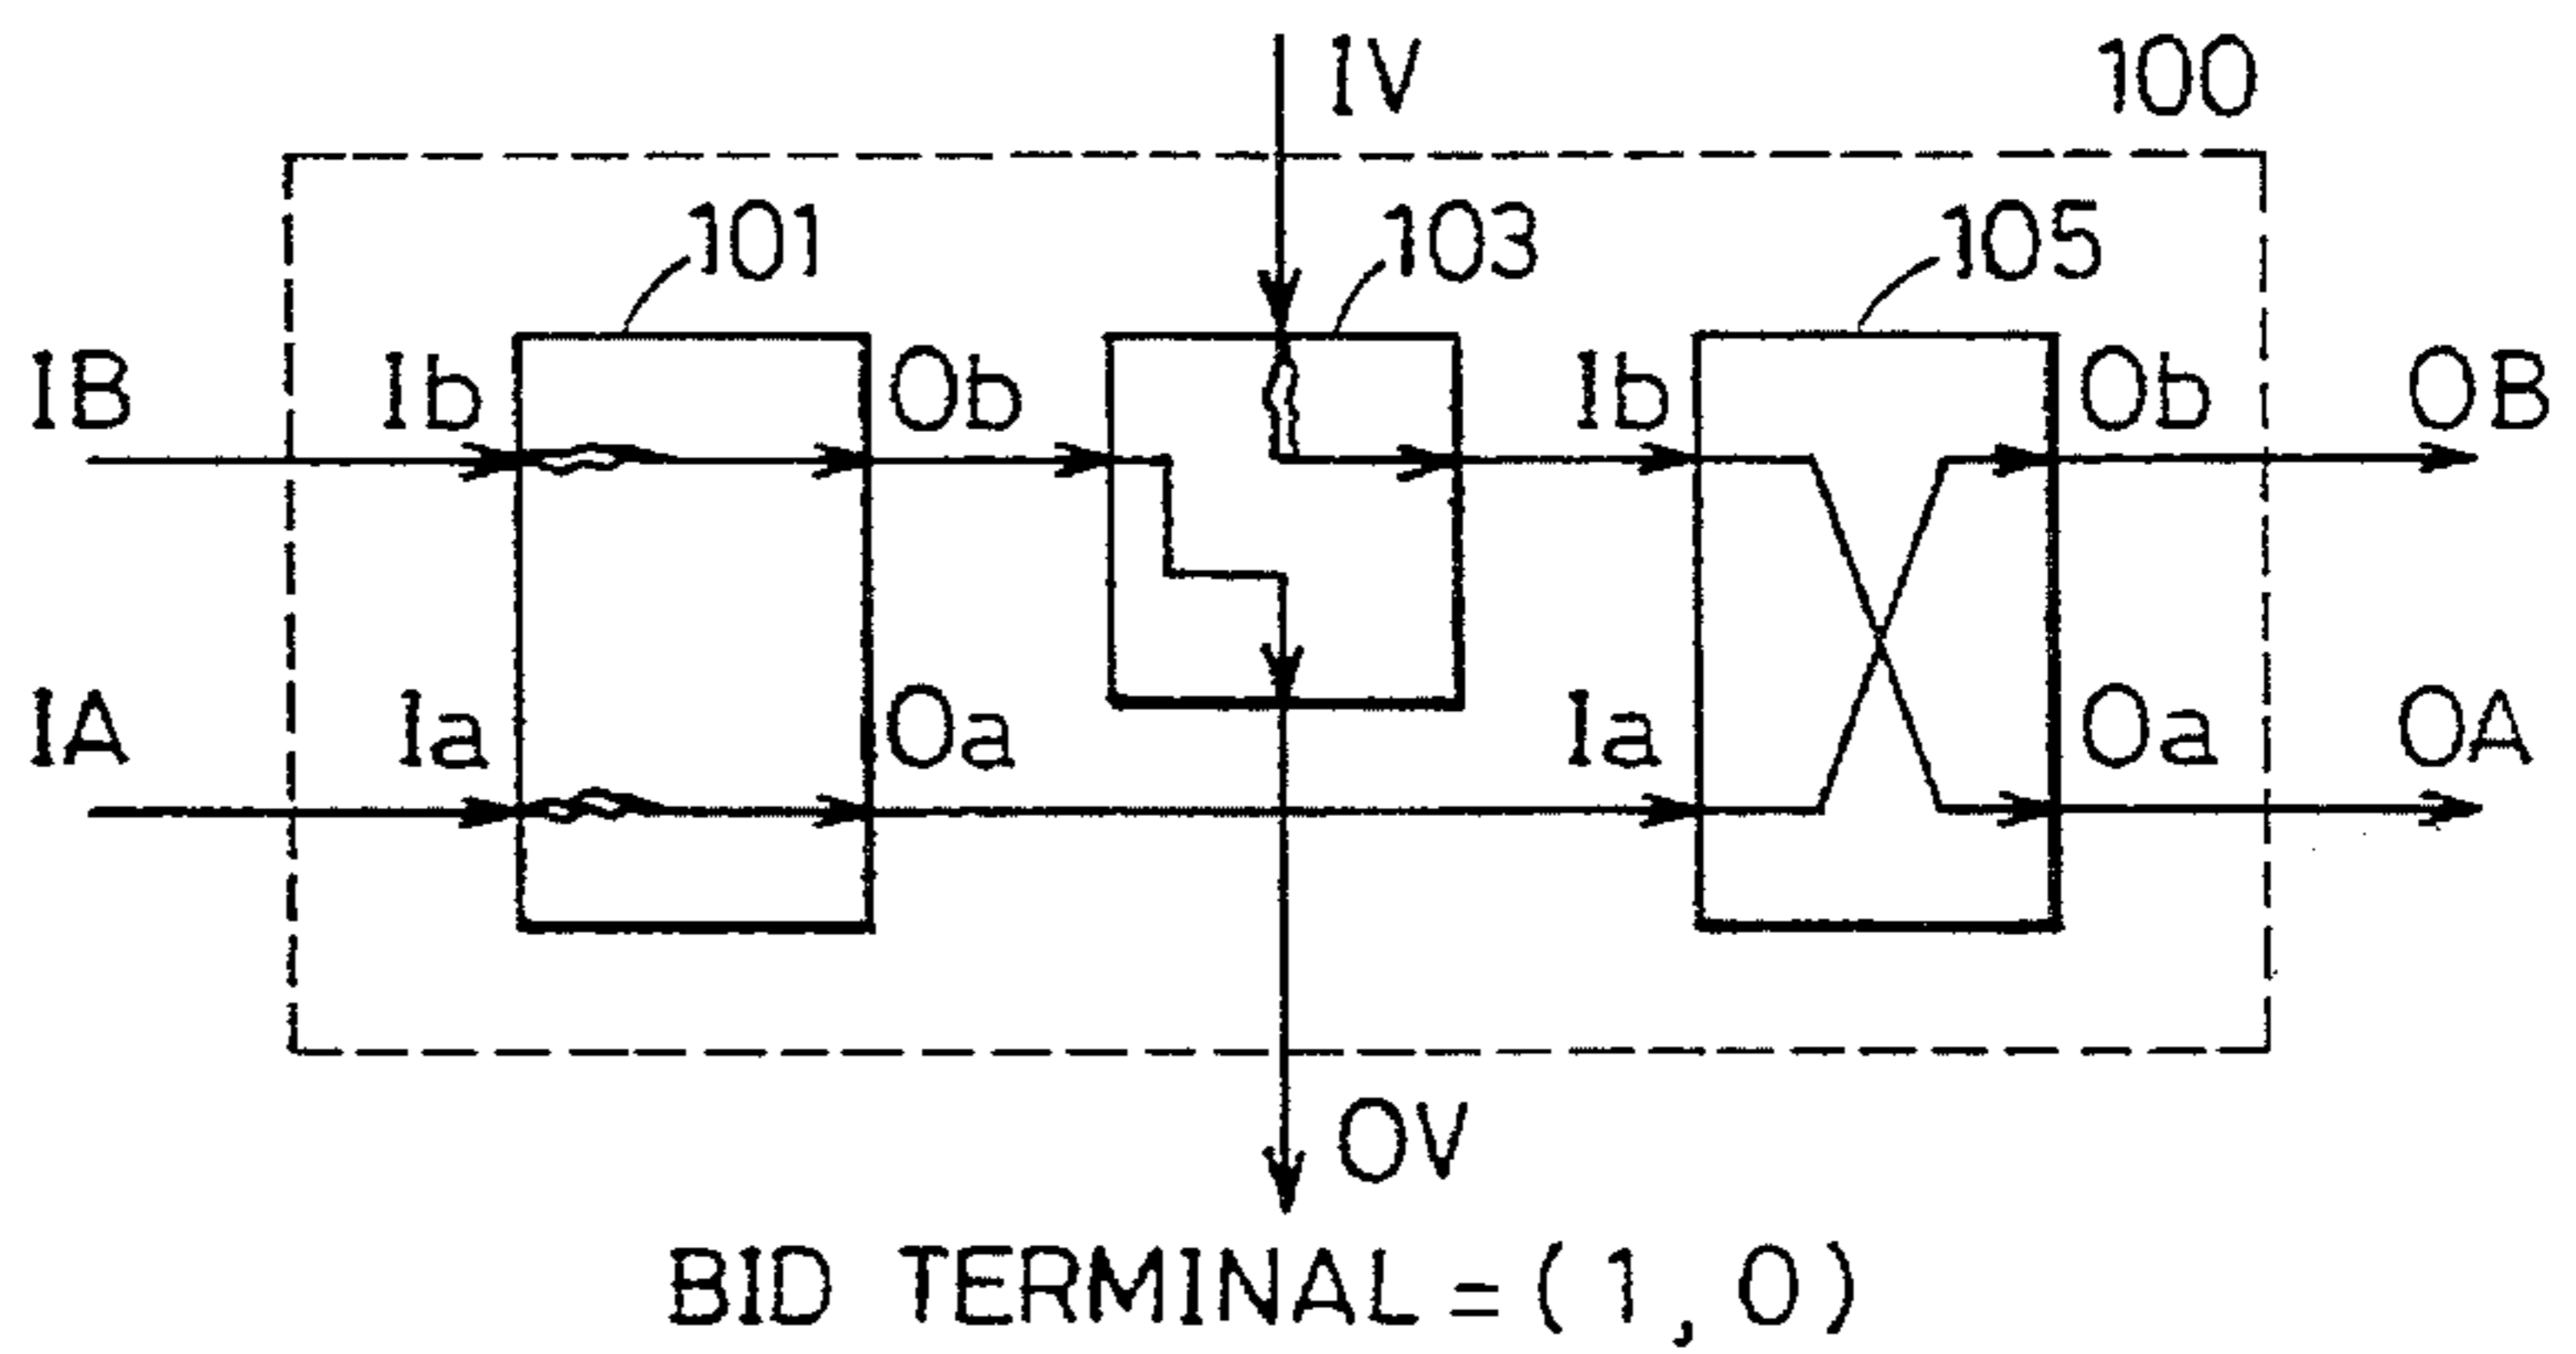 IV 100
101 103 105
IB Ib Ob Ib Ob OB
IA Ia Oa Ia Oa OA
OV
BID TERMINAL = (1, 0)